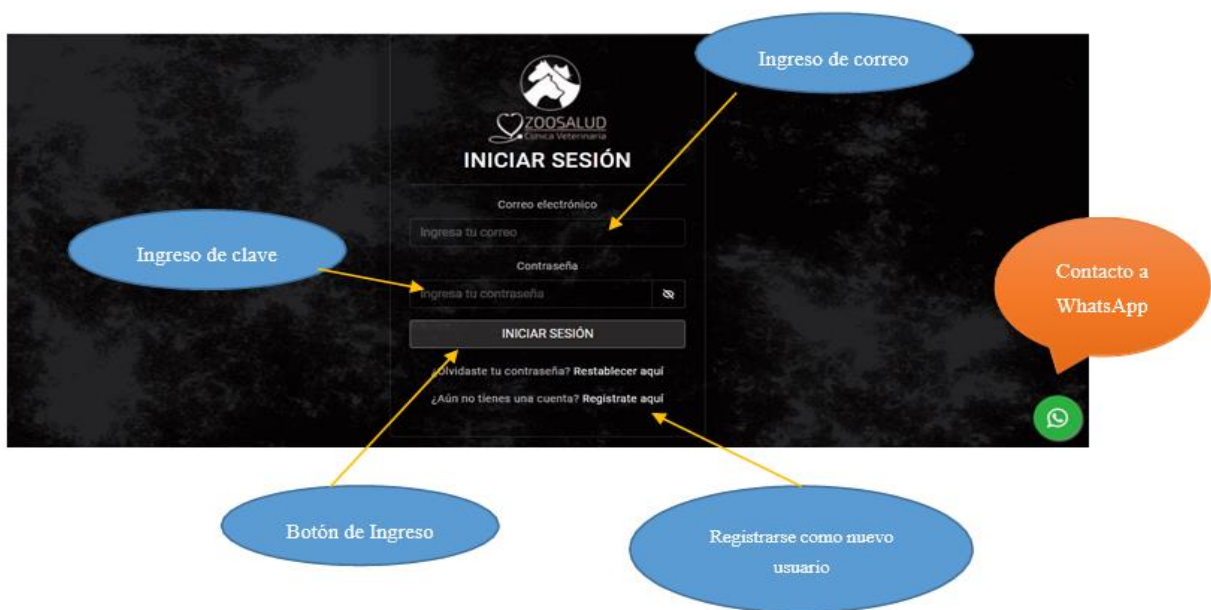 Ingreso de correo
ZOOSALUD
Clínica Veterinaria
INICIAR SESIÓN
Correo electrónico
Ingresa tu correo
Ingreso de clave
Contraseña
Ingresa tu contraseña
Contacto a
WhatsApp
INICIAR SESIÓN
¿Olvidaste tu contraseña? Restablecer aquí
¿Aún no tienes una cuenta? Regístrate aquí
Botón de Ingreso
Registrarse como nuevo
usuario